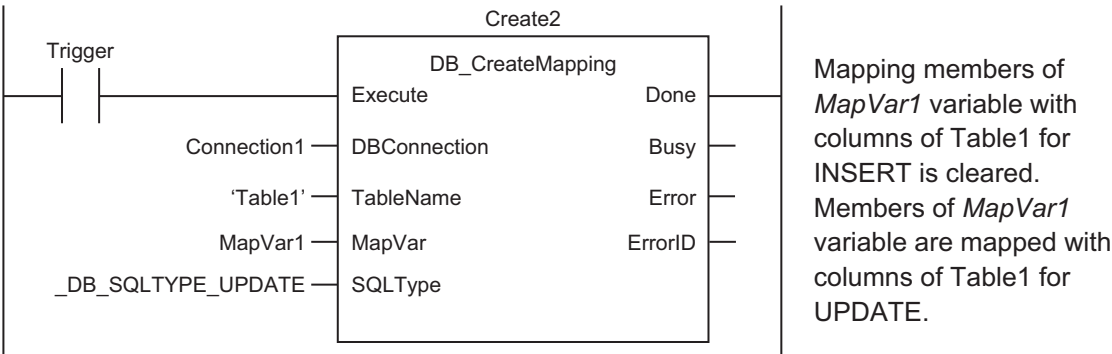 Create2
Trigger
DB_CreateMapping
Execute Done
Connection1 DBConnection Busy
‘Table1’ TableName Error
MapVar1 MapVar ErrorID
_DB_SQLTYPE_UPDATE SQLType
Mapping members of
MapVar1 variable with
columns of Table1 for
INSERT is cleared.
Members of MapVar1
variable are mapped with
columns of Table1 for
UPDATE.